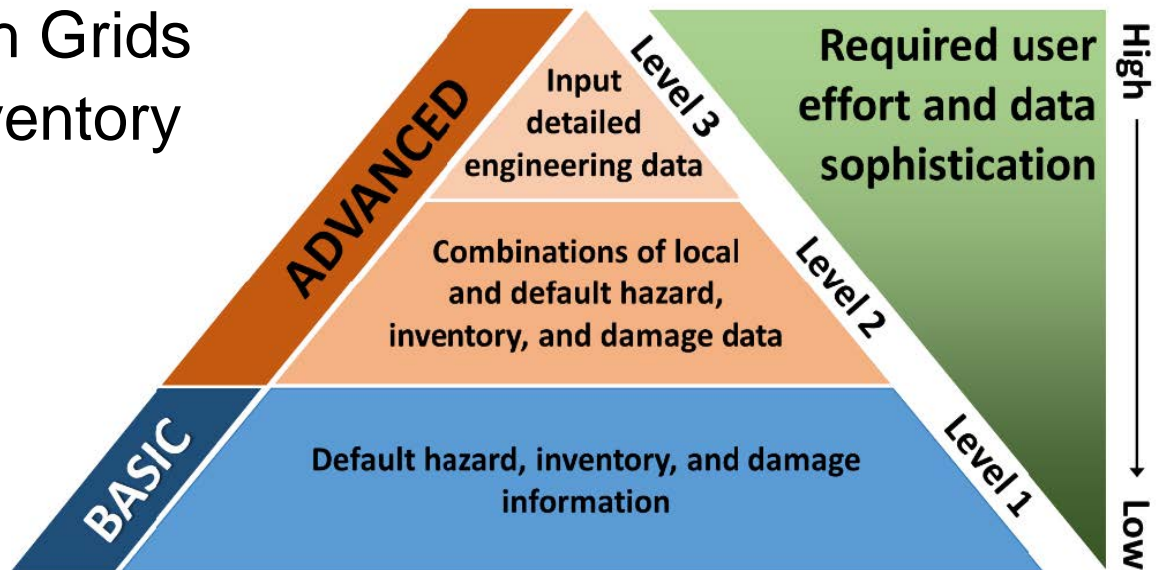 n Grids
ventory
ADVANCED
Input
detailed
engineering data
Level 3
Required user
effort and data
sophistication
High
Combinations of local
and default hazard,
inventory, and damage data
Level 2
BASIC
Default hazard, inventory, and damage
information
Level 1
Low